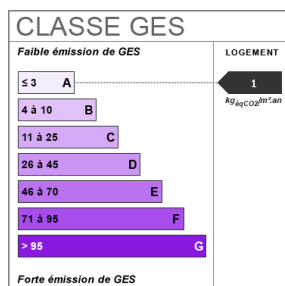 CLASSE GES
Faible émission de GES
LOGEMENT
≤ 3 A
1
kgéqCO2/m².an
4 à 10 B
11 à 25 C
26 à 45 D
46 à 70 E
71 à 95 F
> 95 G
Forte émission de GES